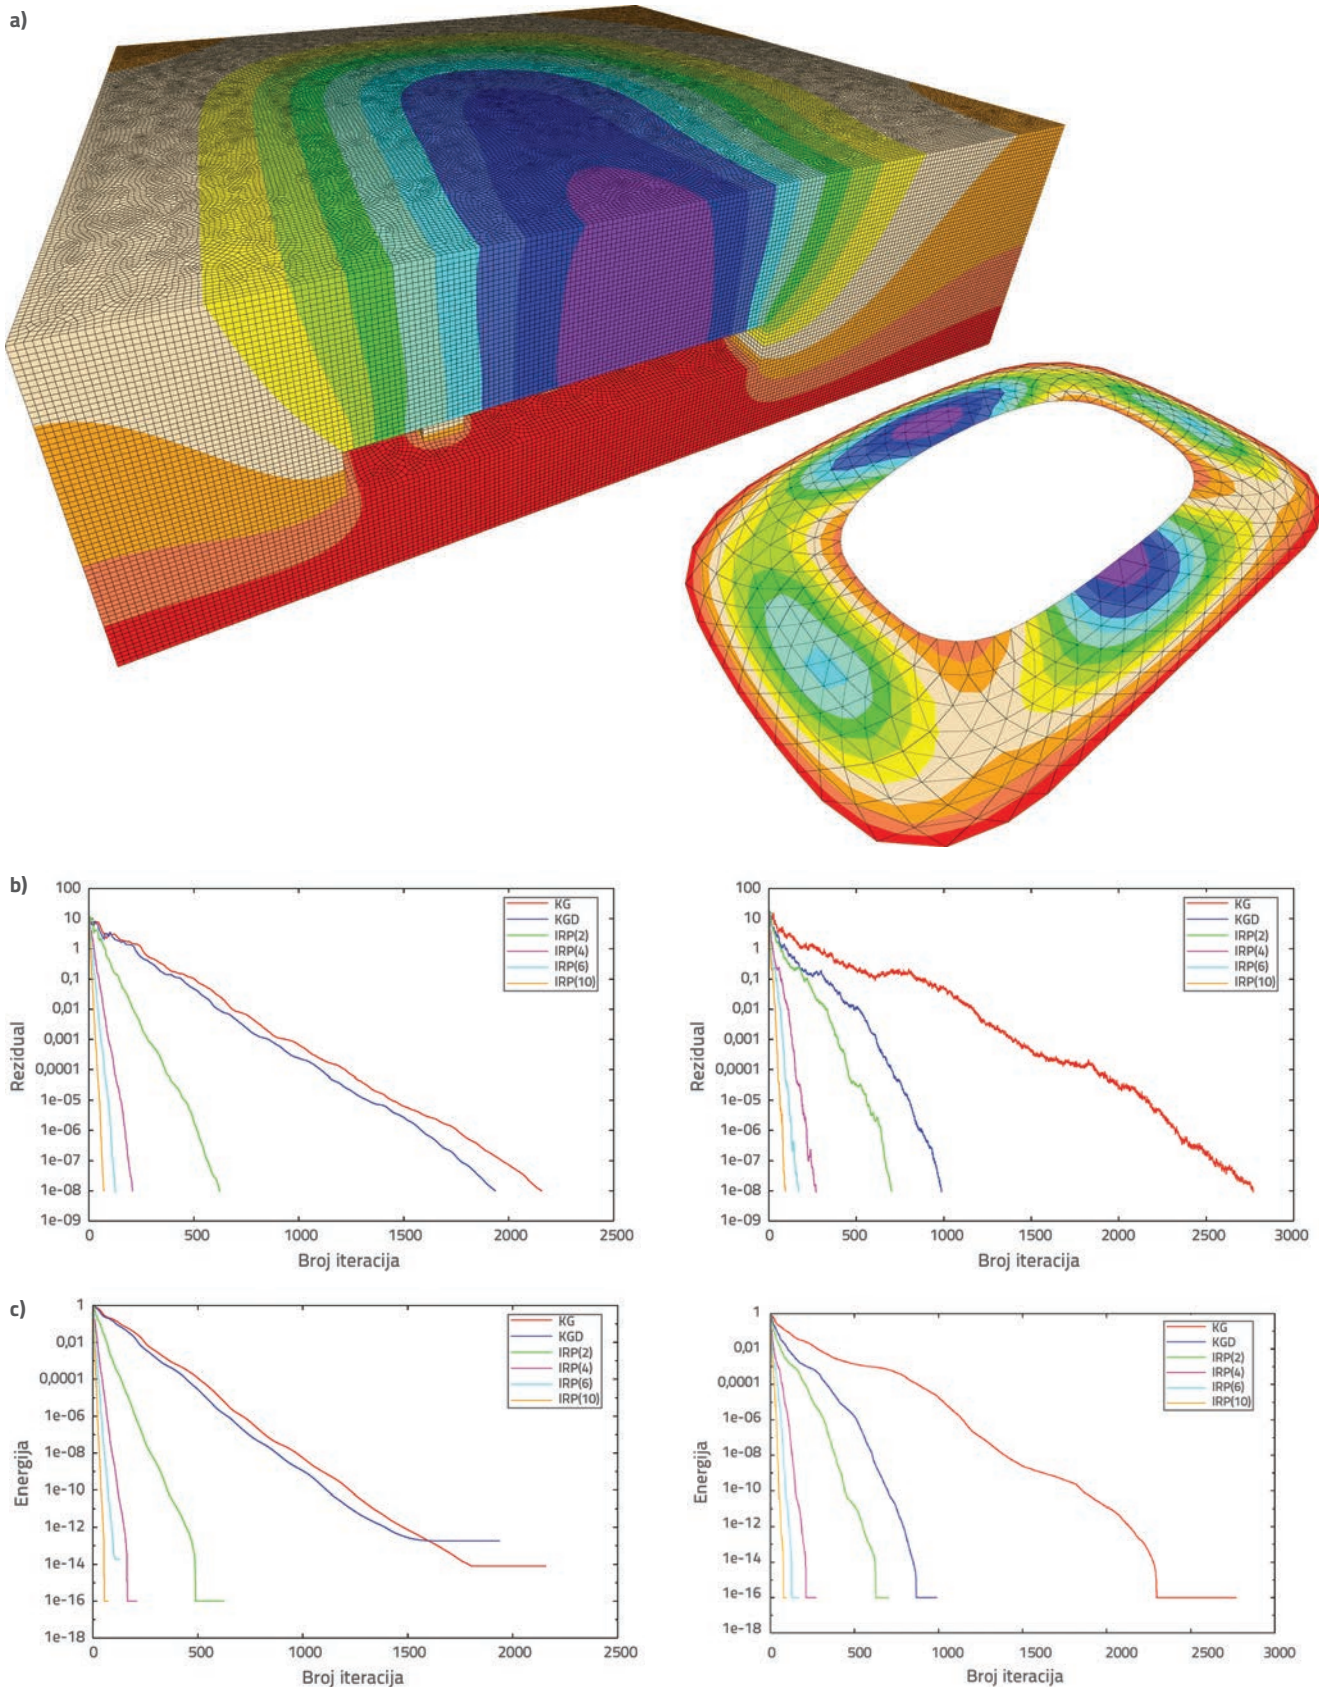 a)
b)
100
10
1
0,1
0,01
0,001
0,0001
1e-05
1e-06
1e-07
1e-08
1e-09
Rezidual
0
500
1000
1500
2000
2500
Broj iteracija
KG
KGD
IRP(2)
IRP(4)
IRP(6)
IRP(10)
100
10
1
0,1
0,01
0,001
0,0001
1e-05
1e-06
1e-07
1e-08
1e-09
Rezidual
0
500
1000
1500
2000
2500
3000
Broj iteracija
KG
KGD
IRP(2)
IRP(4)
IRP(6)
IRP(10)
c)
1
0,01
0,0001
1e-06
1e-08
1e-10
1e-12
1e-14
1e-16
1e-18
Energija
0
500
1000
1500
2000
2500
Broj iteracija
KG
KGD
IRP(2)
IRP(4)
IRP(6)
IRP(10)
1
0,01
0,0001
1e-06
1e-08
1e-10
1e-12
1e-14
1e-16
1e-18
Energija
0
500
1000
1500
2000
2500
3000
Broj iteracija
KG
KGD
IRP(2)
IRP(4)
IRP(6)
IRP(10)